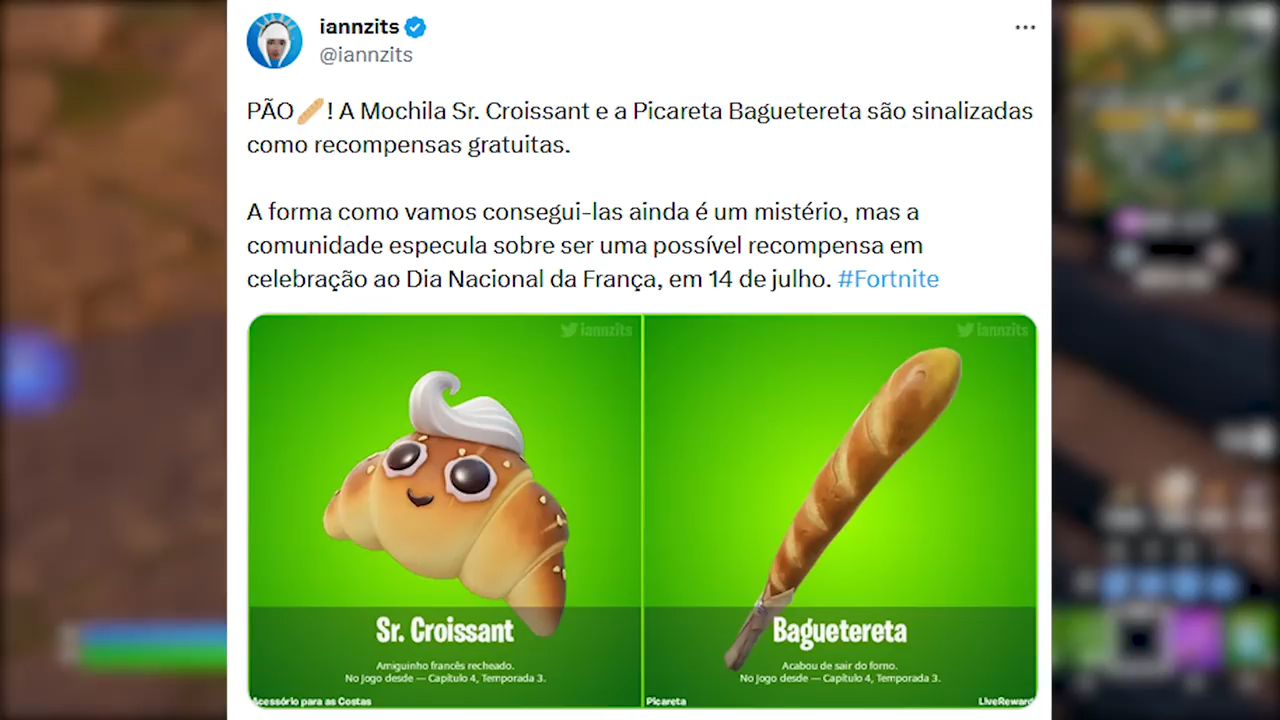 iannzits
@iannzits
PÃO🥖! A Mochila Sr. Croissant e a Picareta Baguetereta são sinalizadas
como recompensas gratuitas.
A forma como vamos consegui-las ainda é um mistério, mas a
comunidade especula sobre ser uma possível recompensa em
celebração ao Dia Nacional da França, em 14 de julho. #Fortnite
iannzits
iannzits
Sr. Croissant
Amiguinho francês recheado.
No Jogo desde — Capítulo 4, Temporada 3.
Acessório para as Costas
Baguetereta
Acabou de sair do forno.
No Jogo desde — Capítulo 4, Temporada 3.
Picareta
LiveReward